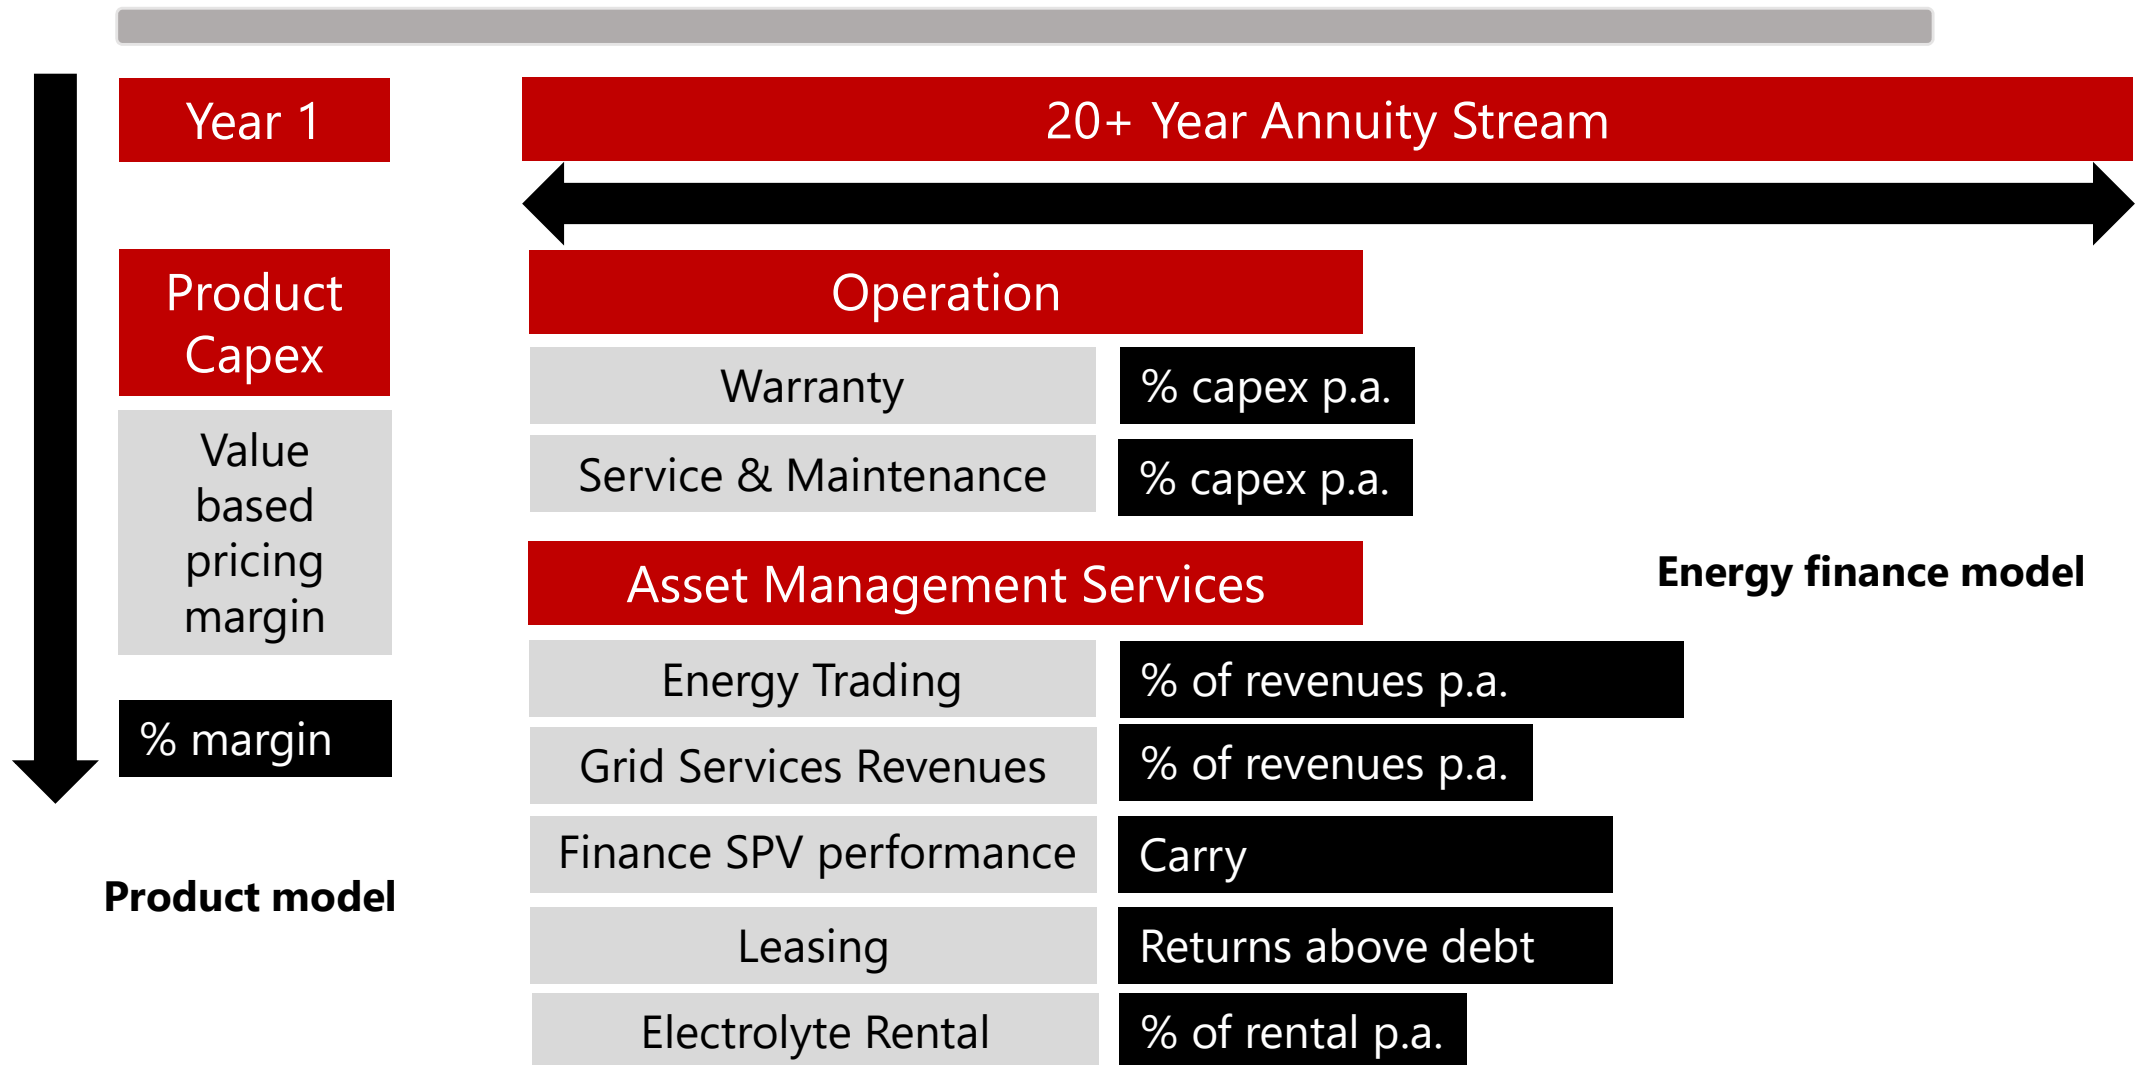 Year 1
20+ Year Annuity Stream
Product
Capex
Value
based
pricing
margin
% margin
Product model
Operation
Warranty
% capex p.a.
Service & Maintenance
% capex p.a.
Asset Management Services
Energy Trading
% of revenues p.a.
Grid Services Revenues
% of revenues p.a.
Finance SPV performance
Carry
Leasing
Returns above debt
Electrolyte Rental
% of rental p.a.
Energy finance model